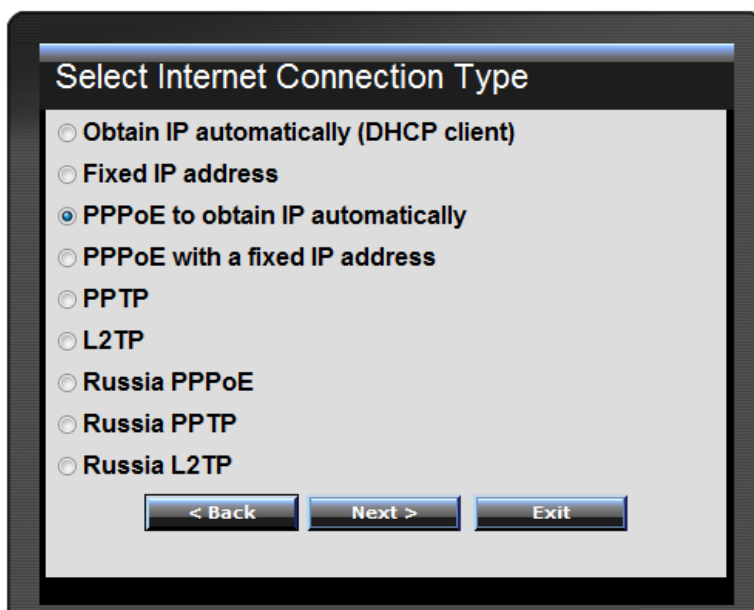 Select Internet Connection Type
Obtain IP automatically (DHCP client)
Fixed IP address
PPPoE to obtain IP automatically
PPPoE with a fixed IP address
PPTP
L2TP
Russia PPPoE
Russia PPTP
Russia L2TP
< Back Next > Exit